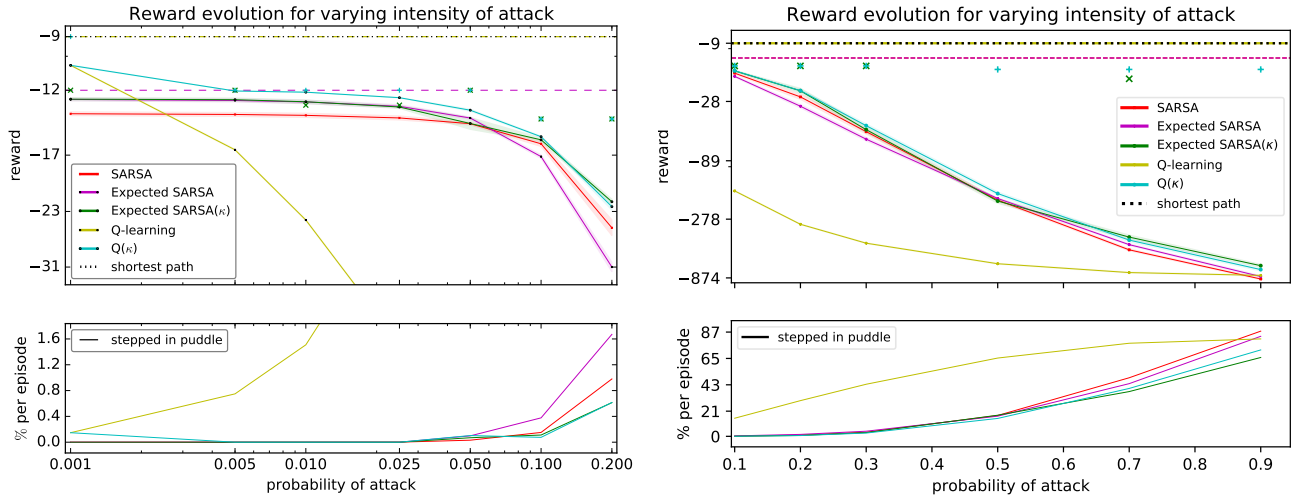 Reward evolution for varying intensity of attack
−9
−12
−17
−23
−31
reward
SARSA
Expected SARSA
Expected SARSA(κ)
Q-learning
Q(κ)
shortest path
1.6
1.2
0.8
0.4
0.0
% per episode
stepped in puddle
0.001 0.005 0.010 0.025 0.050 0.100 0.200
probability of attack
Reward evolution for varying intensity of attack
−9
−28
−89
−278
−874
reward
SARSA
Expected SARSA
Expected SARSA(κ)
Q-learning
Q(κ)
shortest path
87
65
43
21
0
% per episode
stepped in puddle
0.1 0.2 0.3 0.4 0.5 0.6 0.7 0.8 0.9
probability of attack